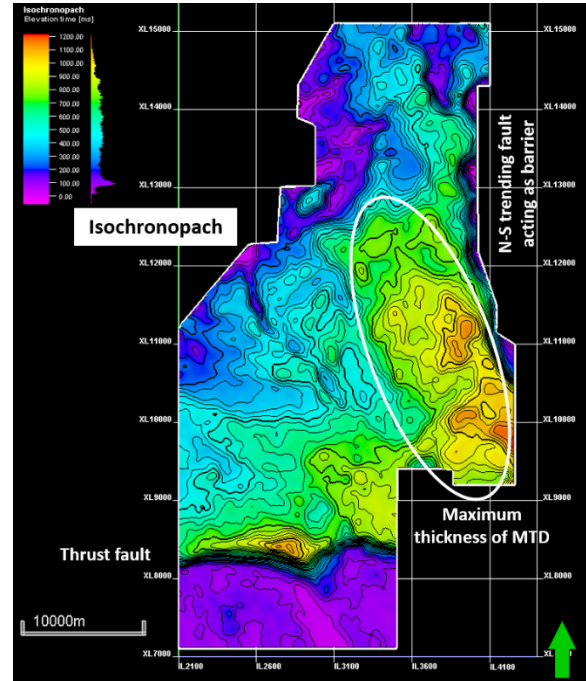 Isochronopach
Elevation time [ms]
1200.00
1100.00
1000.00
900.00
800.00
700.00
600.00
500.00
400.00
300.00
200.00
100.00
0.00
XL15000
XL15000
XL14000
XL14000
XL13000
XL13000
N-S trending fault
acting as barrier
Isochronopach
XL12000
XL12000
XL11000
XL11000
XL10000
XL10000
XL9000
XL9000
Maximum
thickness of MTD
Thrust fault
XL8000
XL8000
10000m
XL7000
XL7000
IL2100
IL2600
IL3100
IL3600
IL4100